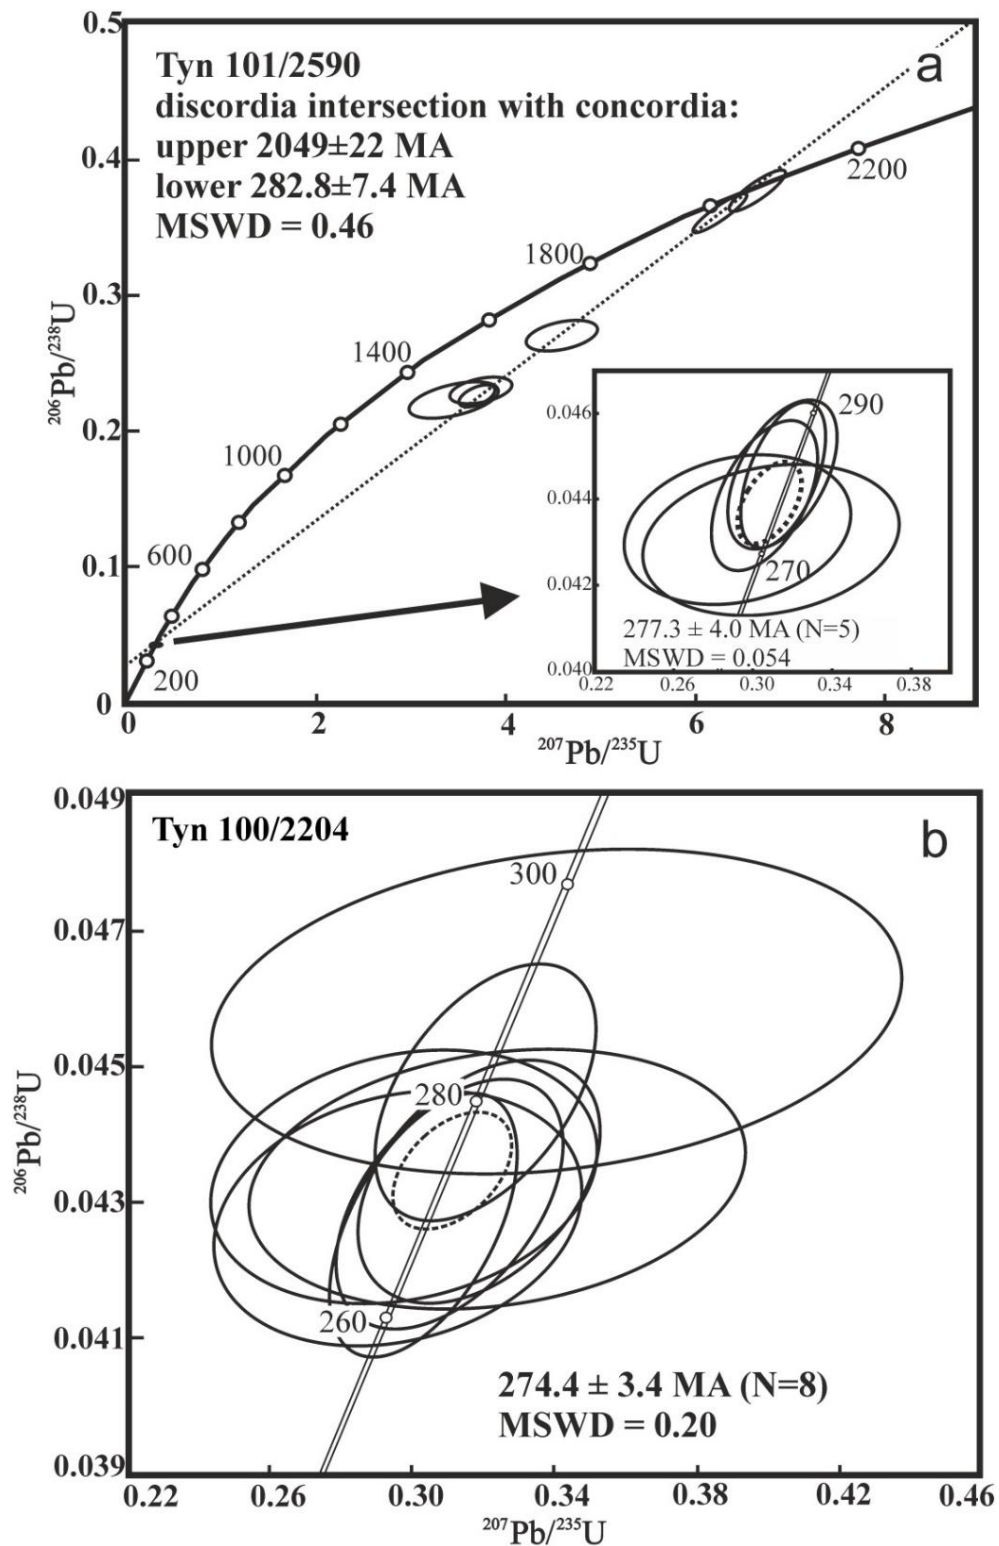 0.5
Tyn 101/2590
a
discordia intersection with concordia:
upper 2049±22 MA
lower 282.8±7.4 MA
MSWD = 0.46
0.4
2200
1800
0.3
206Pb/238U
1400
0.2
1000
0.1
600
200
0
0 2 4 6 8
207Pb/235U
0.046
290
0.044
0.042
270
277.3 ± 4.0 MA (N=5)
MSWD = 0.054
0.040
0.22 0.26 0.30 0.34 0.38
0.049
Tyn 100/2204
b
300
0.047
0.045
280
206Pb/238U
0.043
260
0.041
274.4 ± 3.4 MA (N=8)
MSWD = 0.20
0.039
0.22 0.26 0.30 0.34 0.38 0.42 0.46
207Pb/235U